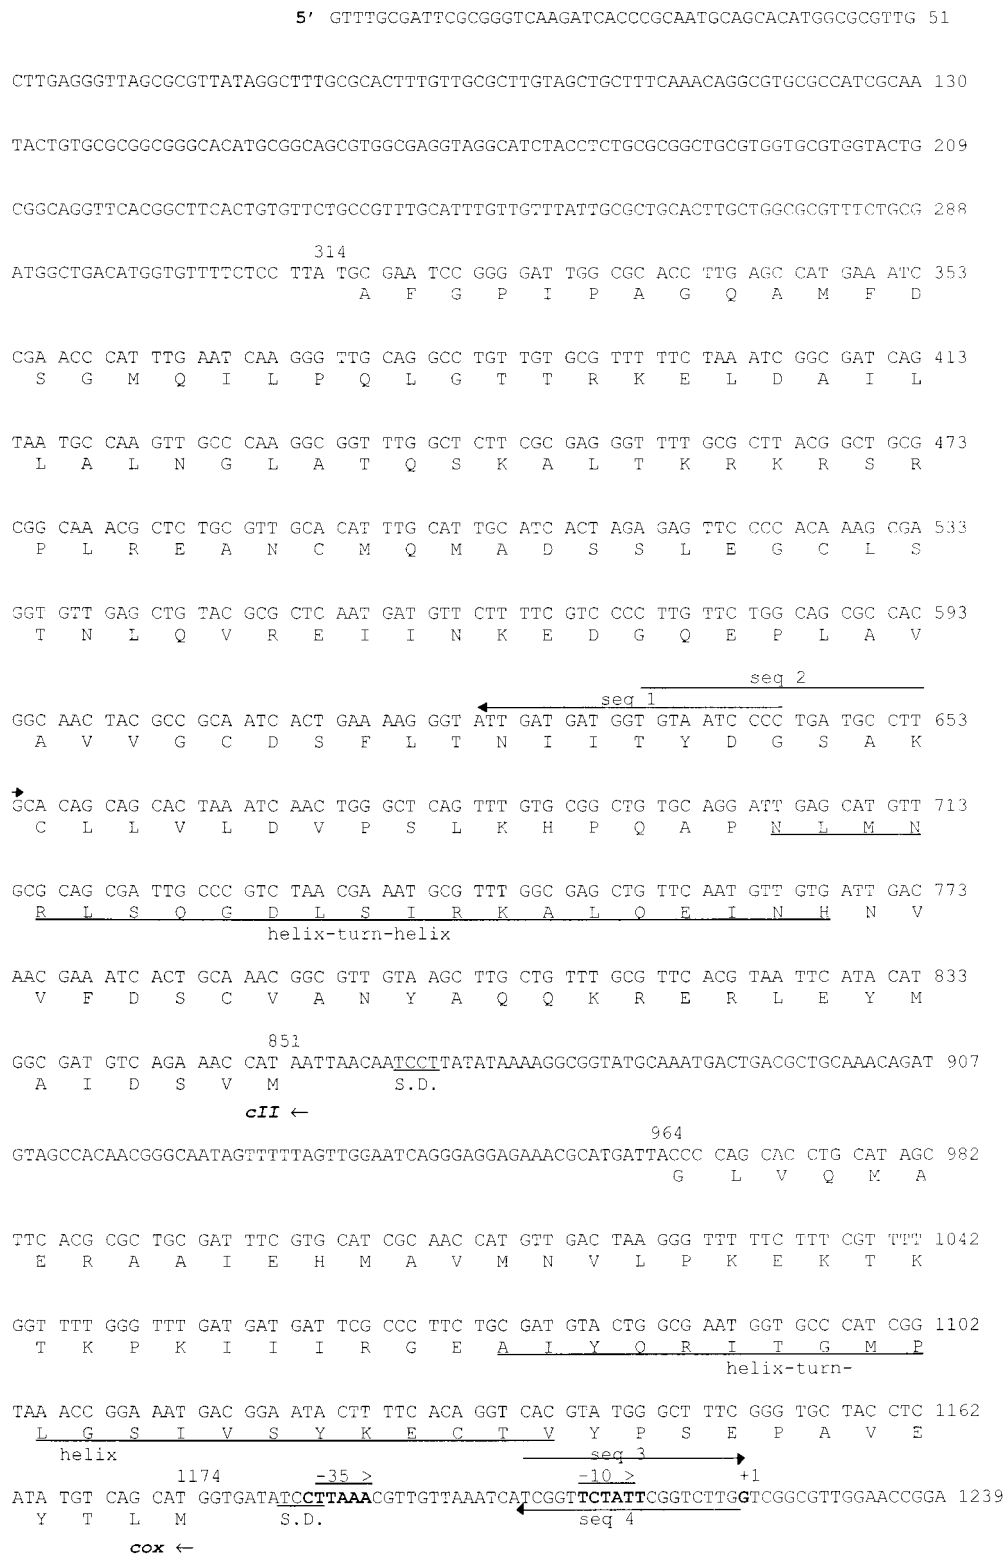 5' GTTTGCGATTCGCGGGTCAAGATCACCCGCAATGCAGCACATGGCGCGTTG 51
CTTGAGGGTTAGCGCGTTATAGGCTTTGCGCACTTTGTTGCGCTTGTAGCTGCTTTCAAACAGGCGTGCGCCATCGCAA 130
TACTGTGCGCGGCGGGCACATGCGGCAGCGTGGCGAGGTAGGCATCTACCTCTGCGCGGCTGCGTGGTGCGTGGTACTG 209
CGGCAGGTTCACGGCTTCACTGTGTTCTGCCGTTTGCATTTGTTGTTTATTGCGCTGCACTTGCTGGCGCGTTTCTGCG 288
314
ATGGCTGACATGGTGTTTTCTCC TTA TGC GAA TCC GGG GAT TGG CGC ACC TTG AGC CAT GAA ATC 353
A F G P I P A G Q A M F D
CGA ACC CAT TTG AAT CAA GGG TTG CAG GCC TGT TGT GCG TTT TTC TAA ATC GGC GAT CAG 413
S G M Q I L P Q L G T T R K E L D A I L
TAA TGC CAA GTT GCC CAA GGC GGT TTG GCT CTT CGC GAG GGT TTT GCG CTT ACG GCT GCG 473
L A L N G L A T Q S K A L T K R K R S R
CGG CAA ACG CTC TGC GTT GCA CAT TTG CAT TGC ATC ACT AGA GAG TTC CCC ACA AAG CGA 533
P L R E A N C M Q M A D S S L E G C L S
GGT GTT GAG CTG TAC GCG CTC AAT GAT GTT CTT TTC GTC CCC TTG TTC TGG CAG CGC CAC 593
T N L Q V R E I I N K E D G Q E P L A V
seq 2
seq 1
GGC AAC TAC GCC GCA ATC ACT GAA AAG GGT ATT GAT GAT GGT GTA ATC CCC TGA TGC CTT 653
A V V G C D S F L T N I I T Y D G S A K
GCA CAG CAG CAC TAA ATC AAC TGG GCT CAG TTT GTG CGG CTG TGC AGG ATT GAG CAT GTT 713
C L L V L D V P S L K H P Q A P N L M N
GCG CAG CGA TTG CCC GTC TAA CGA AAT GCG TTT GGC GAG CTG TTC AAT GTT GTG ATT GAC 773
R L S Q G D L S I R K A L Q E I N H N V
helix-turn-helix
AAC GAA ATC ACT GCA AAC GGC GTT GTA AGC TTG CTG TTT GCG TTC ACG TAA TTC ATA CAT 833
V F D S C V A N Y A Q Q K R E R L E Y M
851
GGC GAT GTC AGA AAC CAT AATTAACAATCCTTATATAAAAGGCGGTATGCAAATGACTGACGCTGCAAACAGAT 907
A I D S V M S.D.
cII ←
964
GTAGCCACAACGGGCAATAGTTTTTAGTTGGAATCAGGGAGGAGAAACGCATGATTACCC CAG CAC CTG CAT AGC 982
G L V Q M A
TTC ACG CGC TGC GAT TTC GTG CAT CGC AAC CAT GTT GAC TAA GGG TTT TTC TTT CGT TTT 1042
E R A A I E H M A V M N V L P K E K T K
GGT TTT GGG TTT GAT GAT GAT TCG CCC TTC TGC GAT GTA CTG GCG AAT GGT GCC CAT CGG 1102
T K P K I I I R G E A I Y Q R I T G M P
helix-turn-
TAA ACC GGA AAT GAC GGA ATA CTT TTC ACA GGT CAC GTA TGG GCT TTC GGG TGC TAC CTC 1162
L G S I V S Y K E C T V Y P S E P A V E
helix seq 3
1174 -35 > -10 > +1
ATA TGT CAG CAT GGTGATATCCTTAAACGTTGTTAAATCATCGGTTCTATTCGGTCTTGGTCGGCGTTGGAACCGGA 1239
Y T L M S.D. seq 4
cox ←